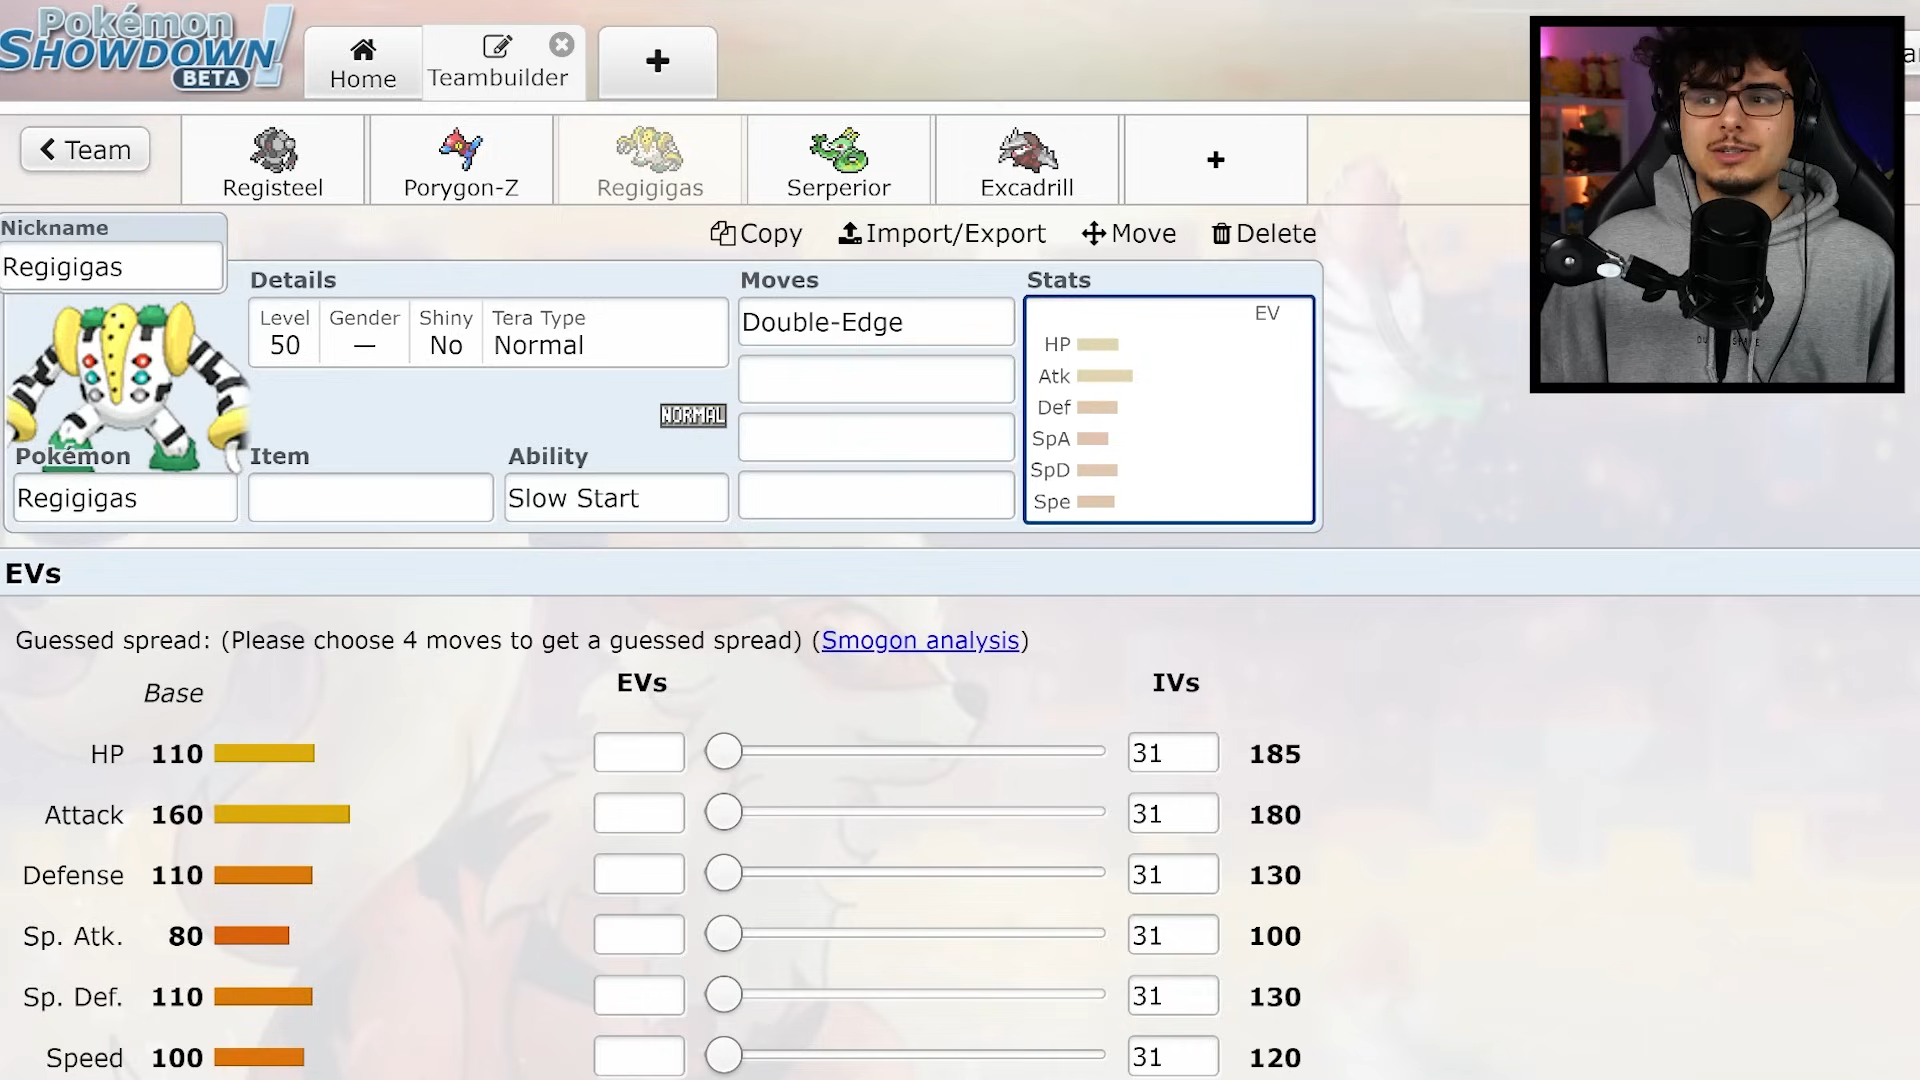 Pokémon
SHOWDOWN!
BETA
Home
Teambuilder
+
Team
Registeel
Porygon-Z
Regigigas
Serperior
Excadrill
+
Copy
Import/Export
Move
Delete
Nickname
Regigigas
Details
Level
50
Gender
—
Shiny
No
Tera Type
Normal
NORMAL
Pokémon
Regigigas
Item
Ability
Slow Start
Moves
Double-Edge
Stats
EV
HP
Atk
Def
SpA
SpD
Spe
EVs
Guessed spread: (Please choose 4 moves to get a guessed spread) (Smogon analysis)
Base EVs IVs
HP 110 31 185
Attack 160 31 180
Defense 110 31 130
Sp. Atk. 80 31 100
Sp. Def. 110 31 130
Speed 100 31 120